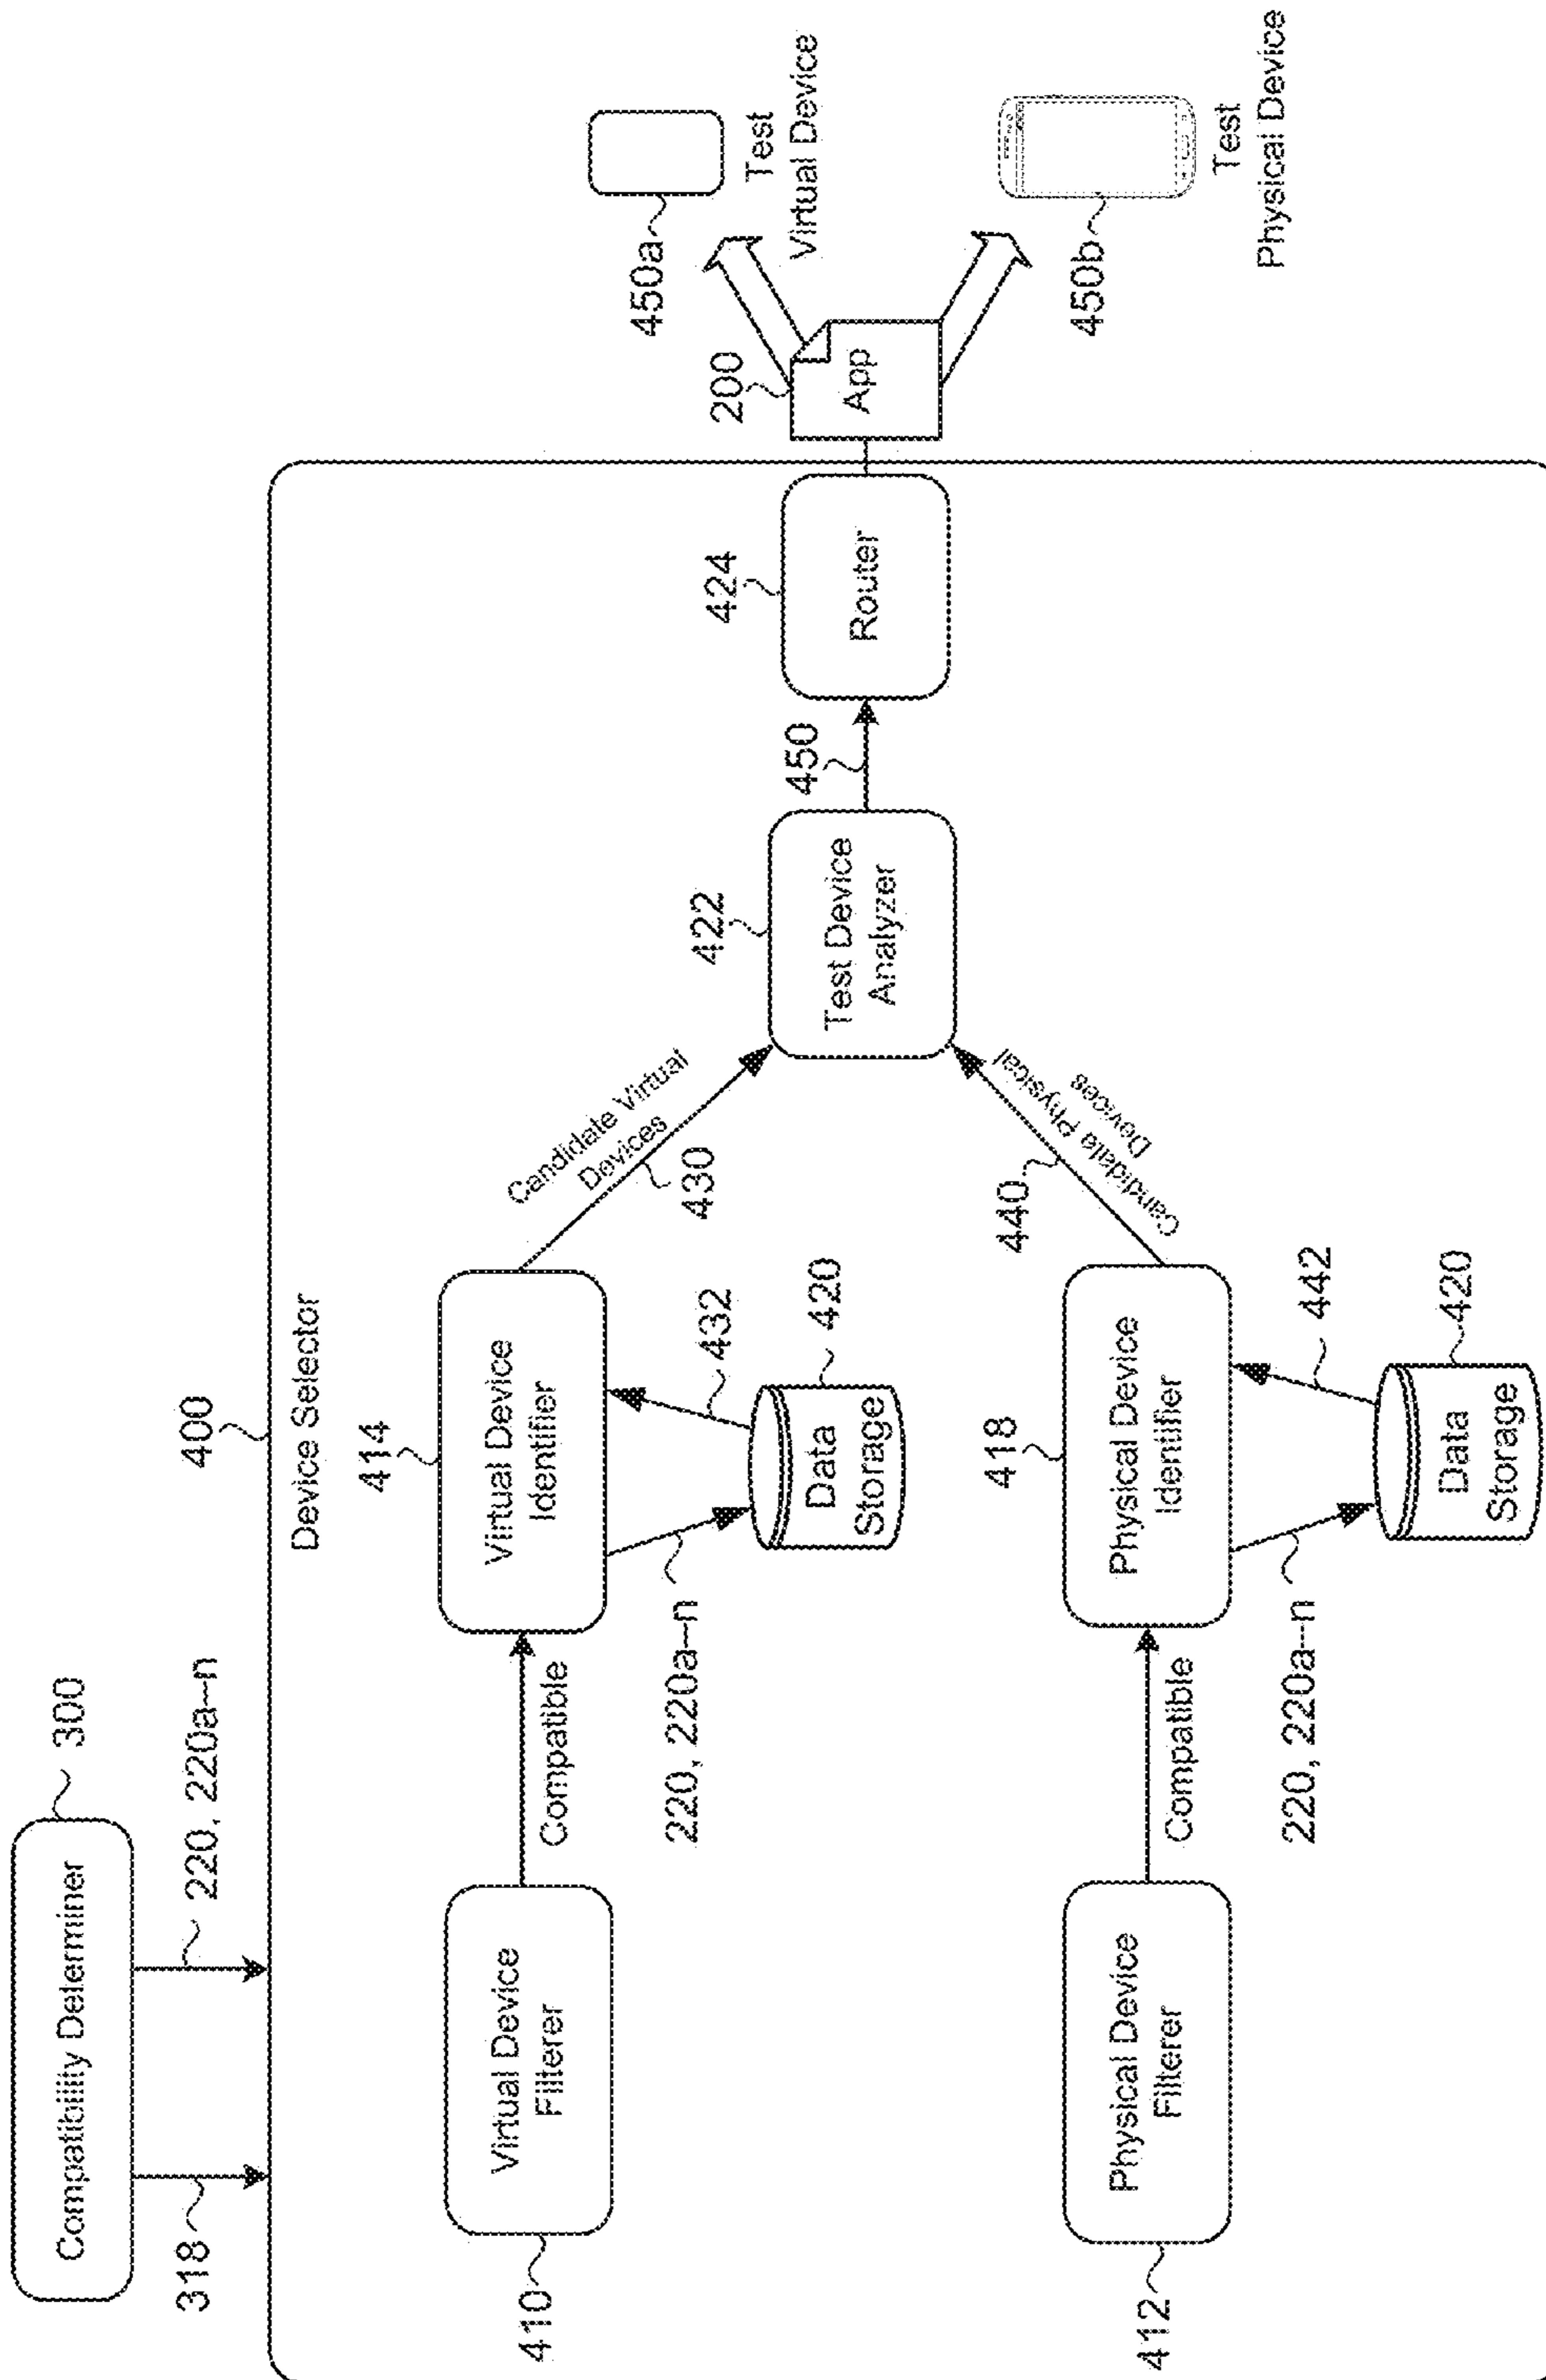 Compatibility Determiner
300
318
220, 220a--n
400
Device Selector
410
Virtual Device
Filterer
Compatible
414
Virtual Device
Identifier
220, 220a--n
432
Data
Storage
420
Candidate Virtual
Devices
430
412
Physical Device
Filterer
Compatible
418
Physical Device
Identifier
220, 220a--n
442
Data
Storage
420
440
Candidate Physical
Devices
Physical
422
Test Device
Analyzer
450
424
Router
200
App
450a
Test
Virtual Device
450b
Test
Physical Device